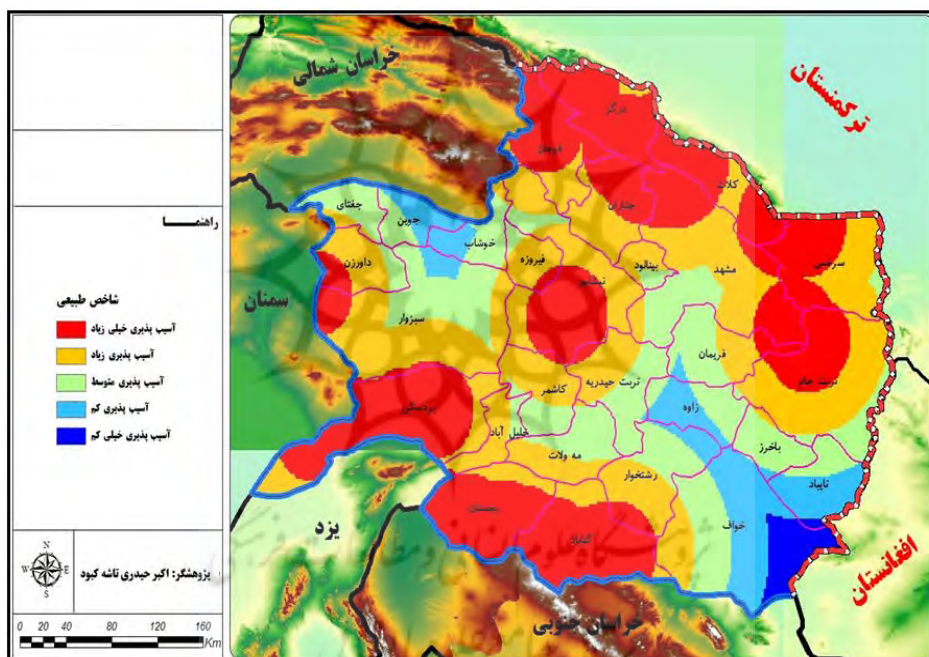 خراسان شمالی
ترکمنستان
درگز
قوچان
کلات
چناران
سرخس
جغتای
جوین
خوشاب
فیروزه
نیشابور
بینالود
مشهد
داورزن
سبزوار
سمنان
فریمان
تربت جام
تربت حیدریه
کاشمر
زاوه
بردسکن
خلیل آباد
مه ولات
باخرز
رشتخوار
تایباد
خواف
بجستان
گناباد
یزد
افغانستان
خراسان جنوبی
راهنمـــا
شاخص طبیعی
آسیب پذیری خیلی زیاد
آسیب پذیری زیاد
آسیب پذیری متوسط
آسیب پذیری کم
آسیب پذیری خیلی کم
N
W E
S
پژوهشگر: اکبر حیدری تاشه کبود
0 20 40 80 120 160
Km